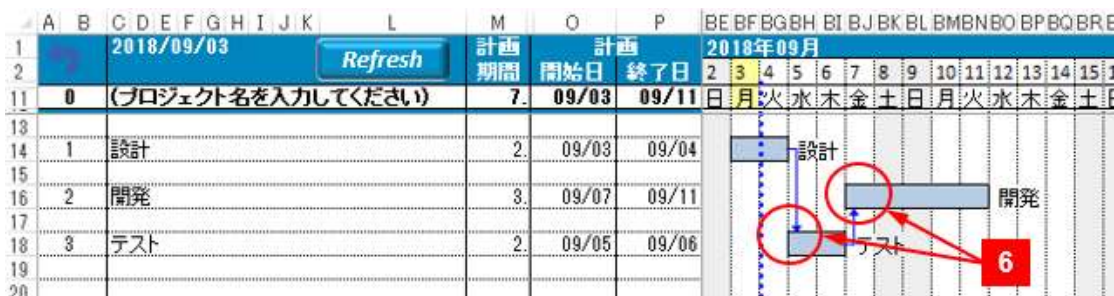 A B C D E F G H I J K L M O P BE BF BG BH BI BJ BK BL BM BN BO BP BQ BR
1 2018/09/03 Refresh 計画 計画 2018年09月
2 期間 開始日 終了日 2 3 4 5 6 7 8 9 10 11 12 13 14 15
11 0 (プロジェクト名を入力してください) 7. 09/03 09/11 日 月 火 水 木 金 土 日 月 火 水 木 金 土
13
14 1 設計 2. 09/03 09/04 設計
15
16 2 開発 3. 09/07 09/11 開発
17
18 3 テスト 2. 09/05 09/06 テスト
6
19
20